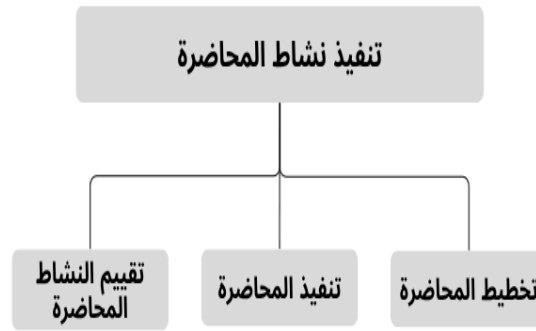 تنفيذ نشاط المحاضرة
تخطيط المحاضرة
تنفيذ المحاضرة
تقييم النشاط
المحاضرة